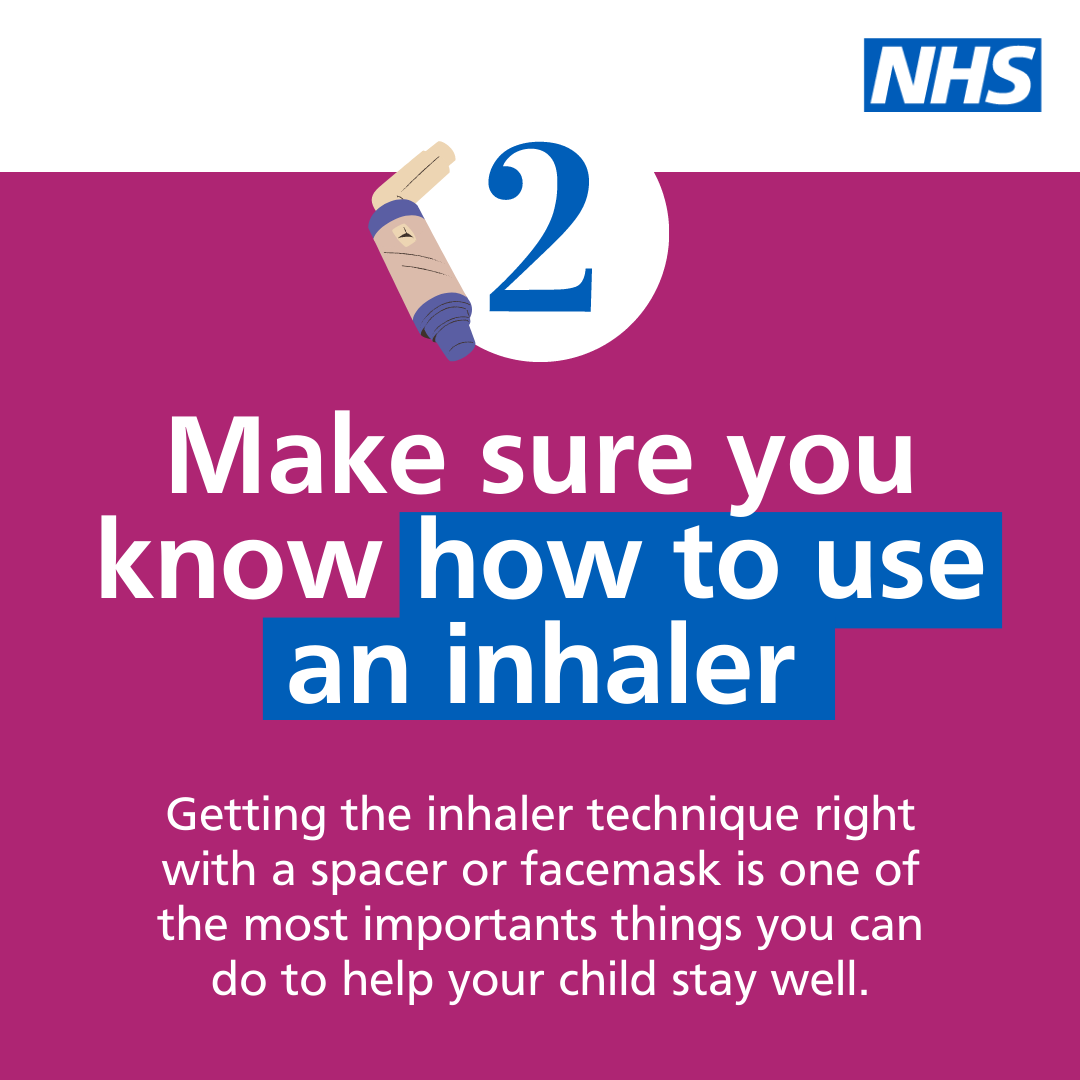 NHS
2
Make sure you
know how to use
an inhaler
Getting the inhaler technique right
with a spacer or facemask is one of
the most importants things you can
do to help your child stay well.